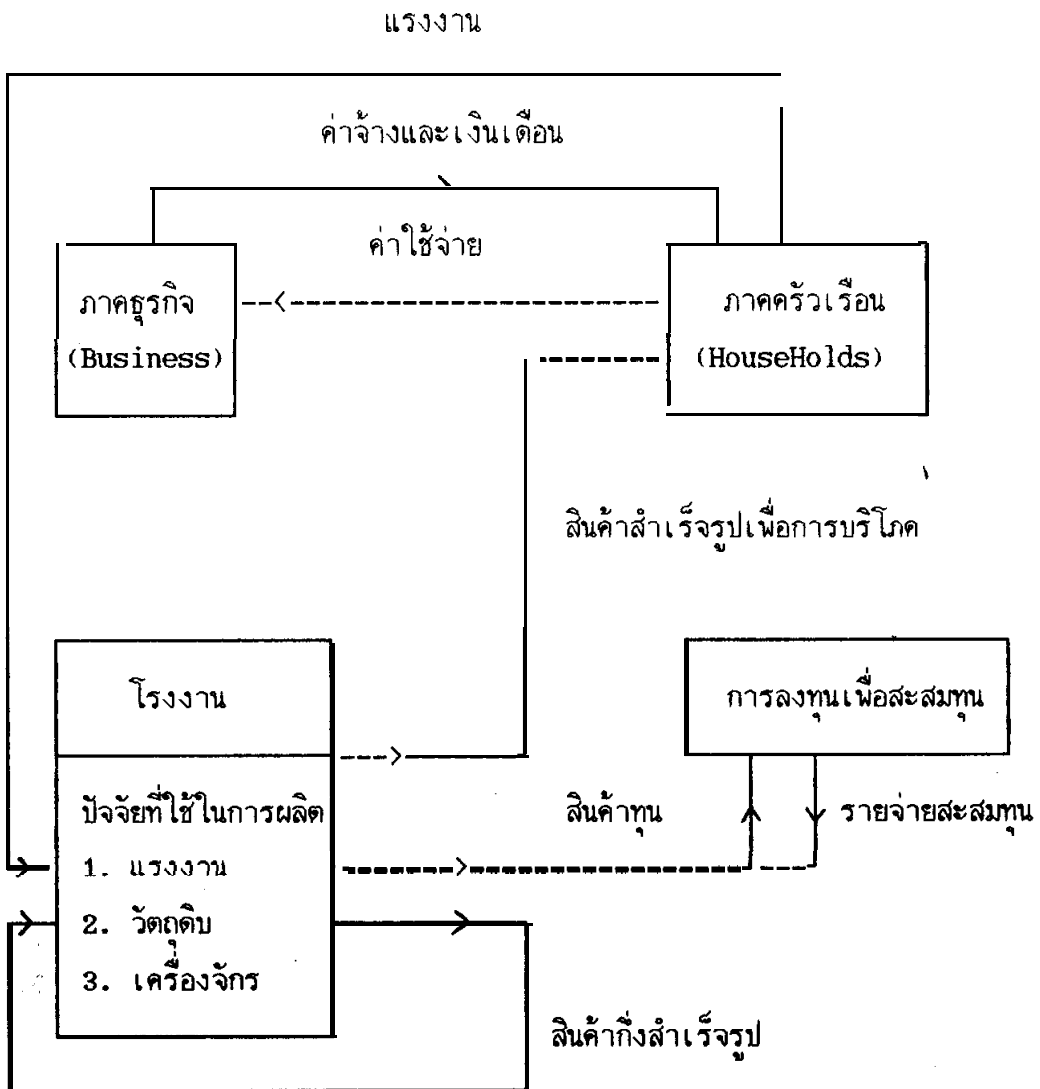 แรงงาน
ค่าจ้างและเงินเดือน
ค่าใช้จ่าย
ภาคธุรกิจ
(Business)
ภาคครัวเรือน
(HouseHolds)
สินค้าสำเร็จรูปเพื่อการบริโภค
โรงงาน
การลงทุนเพื่อสะสมทุน
ปัจจัยที่ใช้ในการผลิต
สินค้าทุน
รายจ่ายสะสมทุน
1. แรงงาน
2. วัตถุดิบ
3. เครื่องจักร
สินค้ากึ่งสำเร็จรูป